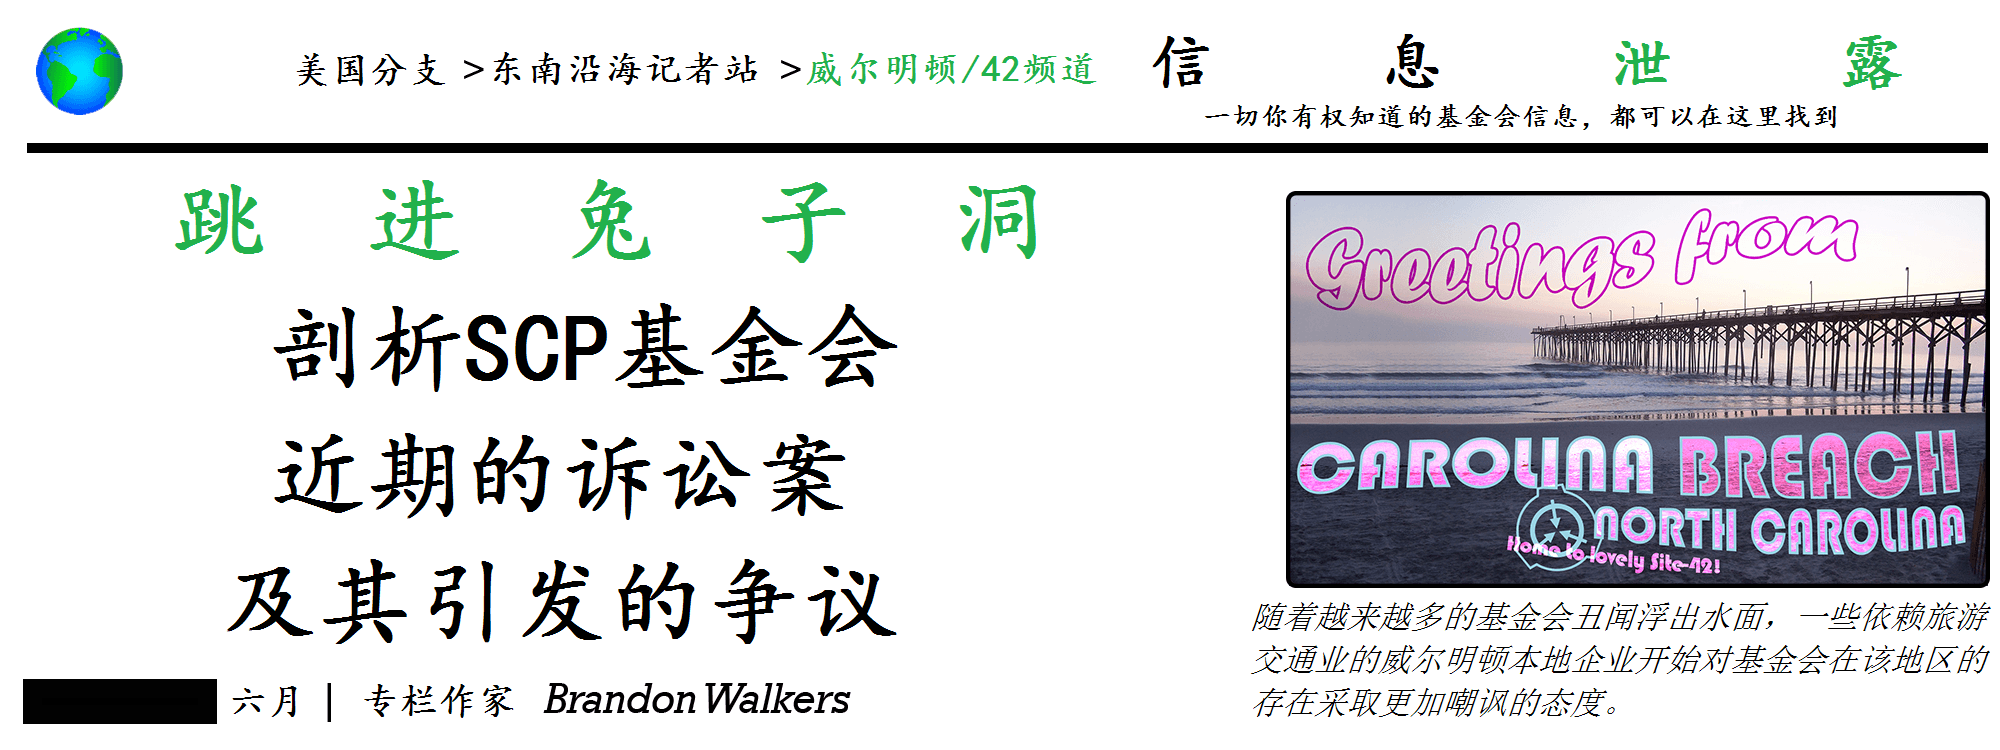 美国分支 >东南沿海记者站 >威尔明顿/42频道
信息泄露
一切你有权知道的基金会信息，都可以在这里找到
跳进兔子洞
剖析SCP基金会
近期的诉讼案
及其引发的争议
六月 | 专栏作家 Brandon Walkers
Greetings from
CAROLINA BREACH
NORTH CAROLINA
Home to lovely Site-42!
随着越来越多的基金会丑闻浮出水面，一些依赖旅游
交通业的威尔明顿本地企业开始对基金会在该地区的
存在采取更加嘲讽的态度。